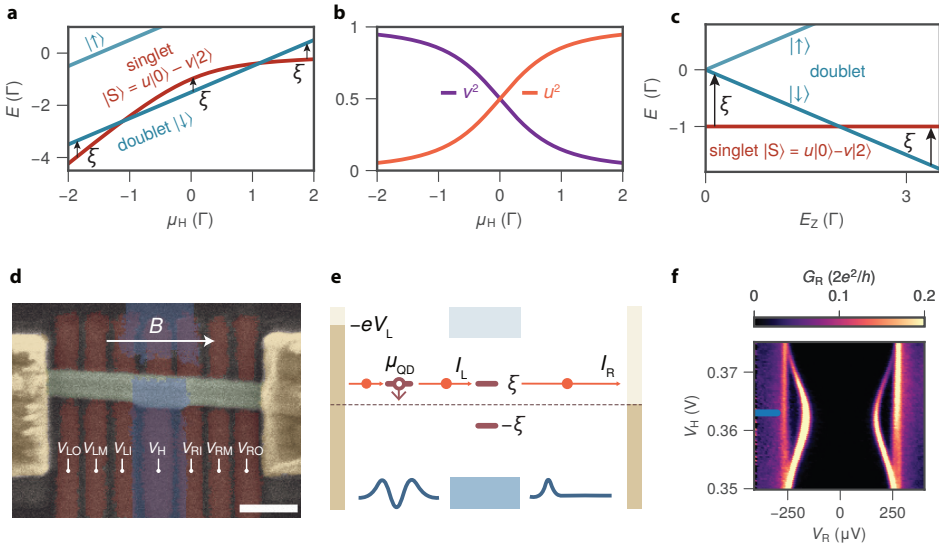 a
E (Γ)
0
−2
−4
|↑⟩
singlet
|S⟩ = u|0⟩ − v|2⟩
doublet |↓⟩
ξ
ξ
ξ
−2
−1
0
1
2
μH (Γ)
b
1
0.5
0
v²
u²
−2
−1
0
1
2
μH (Γ)
c
E (Γ)
0
−1
|↑⟩
doublet
|↓⟩
ξ
ξ
singlet |S⟩ = u|0⟩−v|2⟩
0
2
EZ (Γ)
d
B
VLO
VLM
VLI
VH
VRI
VRM
VRO
e
−eVL
μQD
IL
IR
ξ
−ξ
f
GR (2e²/h)
0
0.1
0.2
VH (V)
0.37
0.36
0.35
−250
0
250
VR (μV)